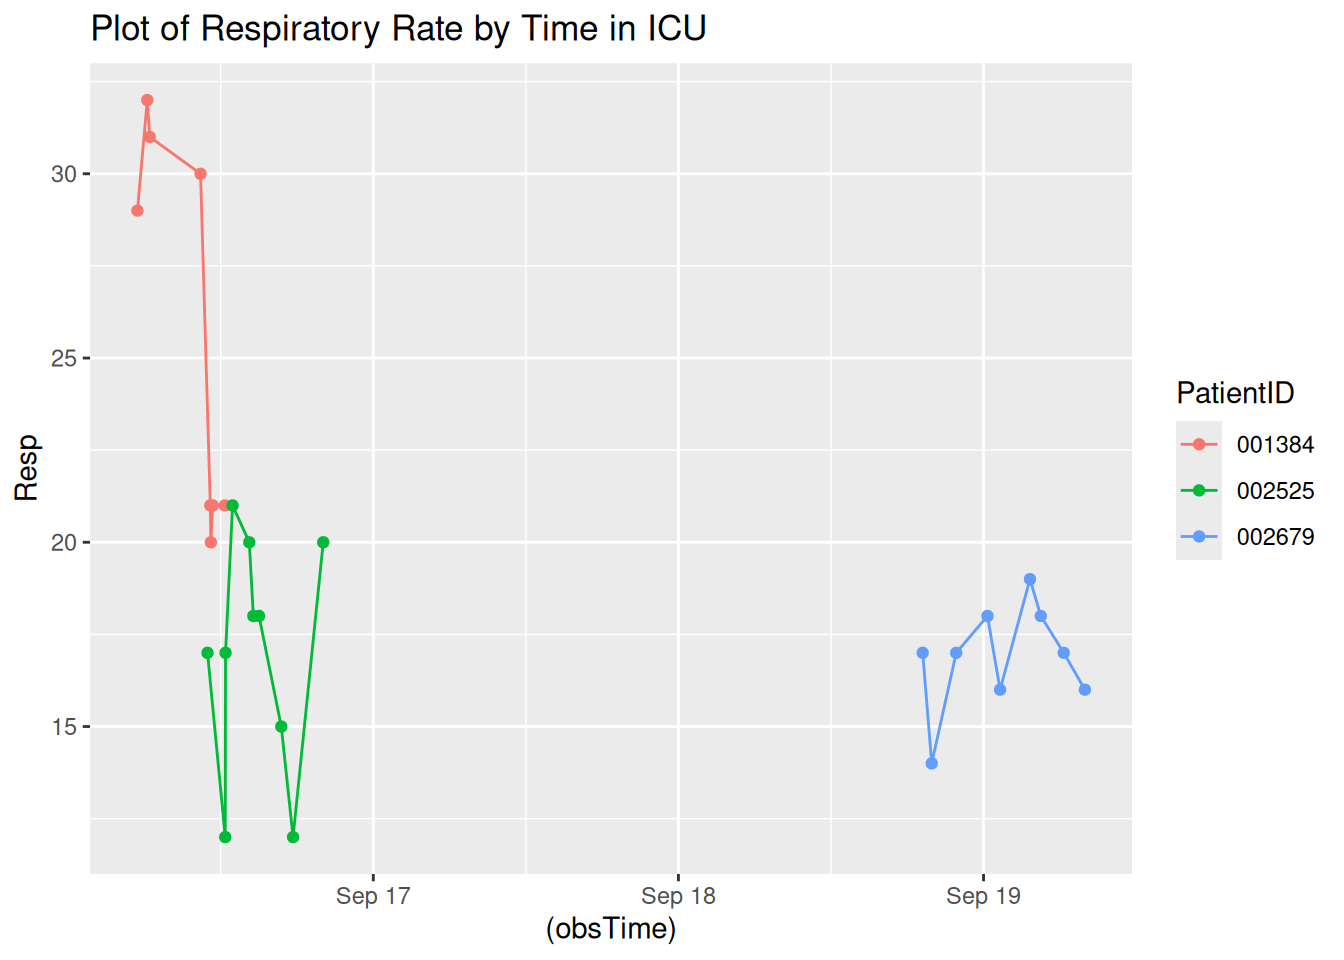 Plot of Respiratory Rate by Time in ICU
30
25
20
15
Resp
Sep 17
Sep 18
Sep 19
(obsTime)
PatientID
001384
002525
002679